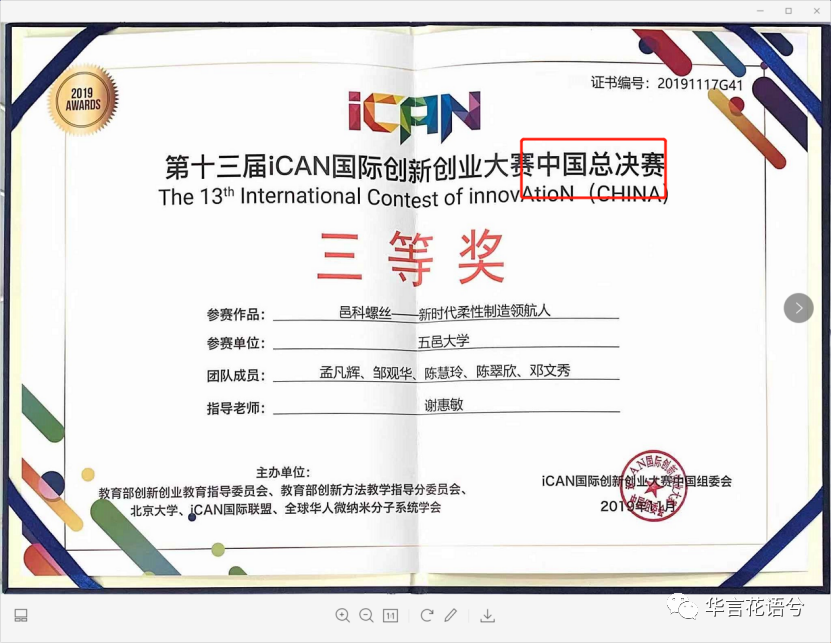 2019
AWARDS
iCAN
证书编号：20191117G41
第十三届iCAN国际创新创业大赛中国总决赛
The 13th International Contest of innovAtioN（CHINA）
三等奖
参赛作品：邑科螺丝——新时代柔性制造领航人
参赛单位：五邑大学
团队成员：孟凡辉、邹观华、陈慧玲、陈翠欣、邓文秀
指导老师：谢惠敏
主办单位：
教育部创新创业教育指导委员会、教育部创新方法教学指导分委员会、
北京大学、iCAN国际联盟、全球华人微纳米分子系统学会
iCAN国际创新创业大赛中国组委会
2019年11月
1:1
华言花语兮